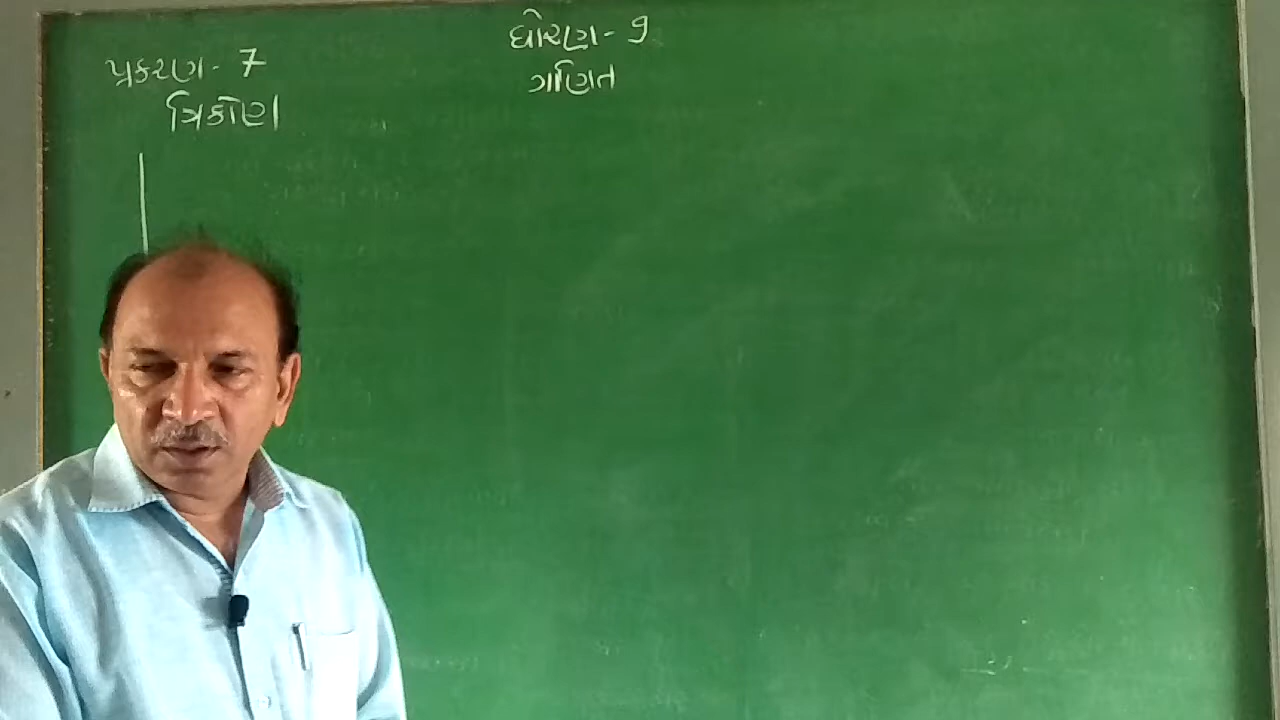 ધોરણ - 9
ગણિત
પ્રકરણ - 7
ત્રિકોણ